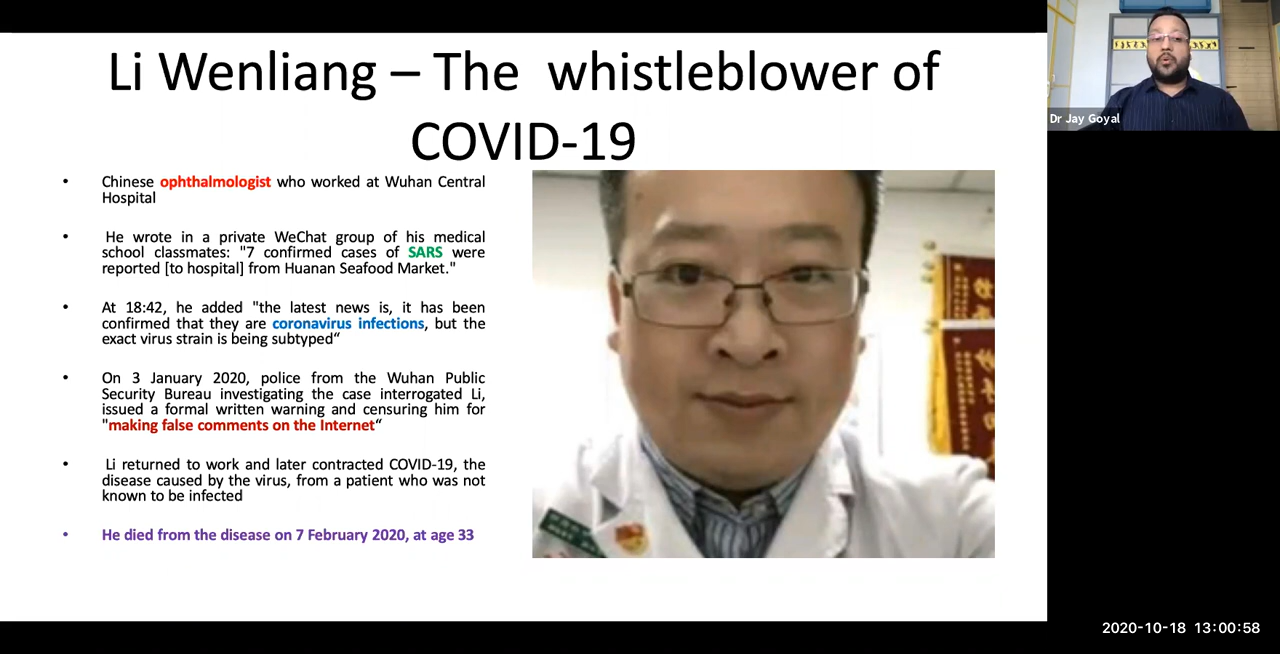 Li Wenliang – The whistleblower of
COVID-19
• Chinese ophthalmologist who worked at Wuhan Central
Hospital
• He wrote in a private WeChat group of his medical
school classmates: "7 confirmed cases of SARS were
reported [to hospital] from Huanan Seafood Market."
• At 18:42, he added "the latest news is, it has been
confirmed that they are coronavirus infections, but the
exact virus strain is being subtyped“
• On 3 January 2020, police from the Wuhan Public
Security Bureau investigating the case interrogated Li,
issued a formal written warning and censuring him for
"making false comments on the Internet“
• Li returned to work and later contracted COVID-19, the
disease caused by the virus, from a patient who was not
known to be infected
• He died from the disease on 7 February 2020, at age 33
Dr Jay Goyal
2020-10-18 13:00:58